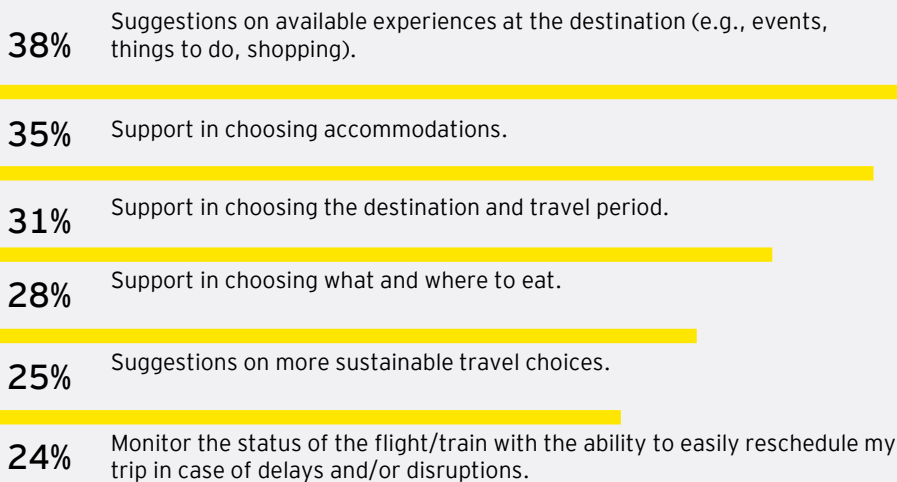 38%
Suggestions on available experiences at the destination (e.g., events,
things to do, shopping).
35%
Support in choosing accommodations.
31%
Support in choosing the destination and travel period.
28%
Support in choosing what and where to eat.
25%
Suggestions on more sustainable travel choices.
24%
Monitor the status of the flight/train with the ability to easily reschedule my
trip in case of delays and/or disruptions.